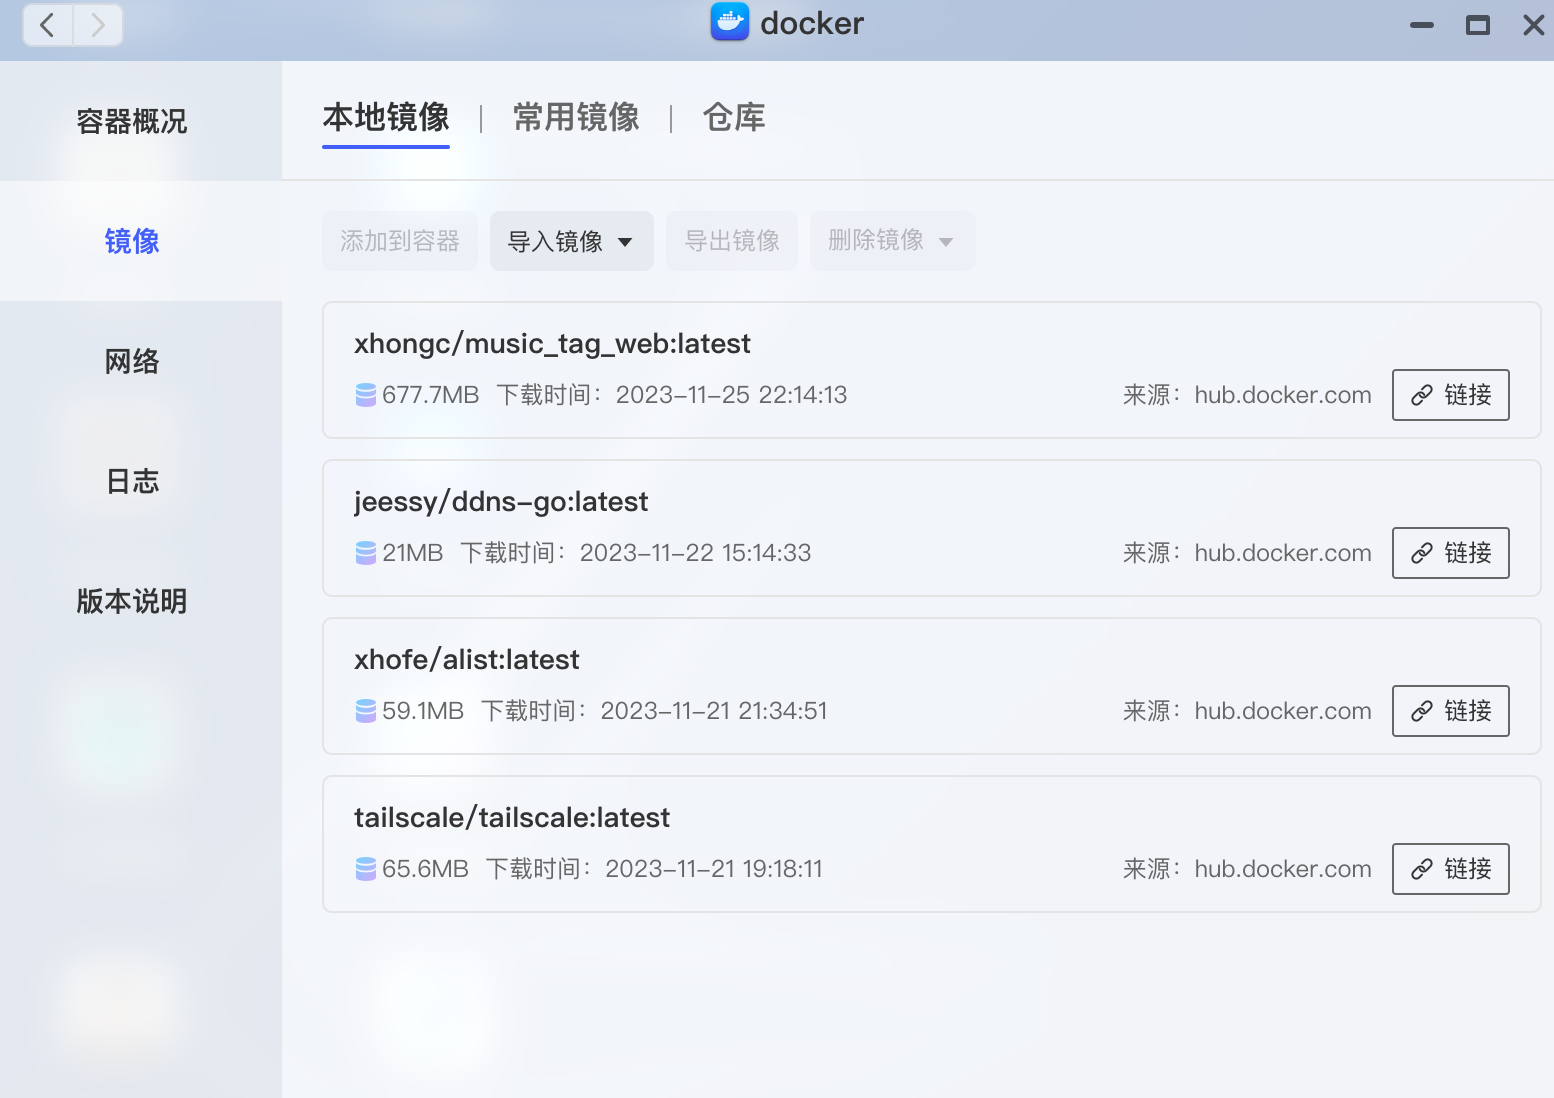 docker
容器概况
镜像
网络
日志
版本说明
本地镜像 | 常用镜像 | 仓库
添加到容器 导入镜像 导出镜像 删除镜像
xhongc/music_tag_web:latest
677.7MB 下载时间：2023-11-25 22:14:13 来源：hub.docker.com 链接
jeessy/ddns-go:latest
21MB 下载时间：2023-11-22 15:14:33 来源：hub.docker.com 链接
xhofe/alist:latest
59.1MB 下载时间：2023-11-21 21:34:51 来源：hub.docker.com 链接
tailscale/tailscale:latest
65.6MB 下载时间：2023-11-21 19:18:11 来源：hub.docker.com 链接